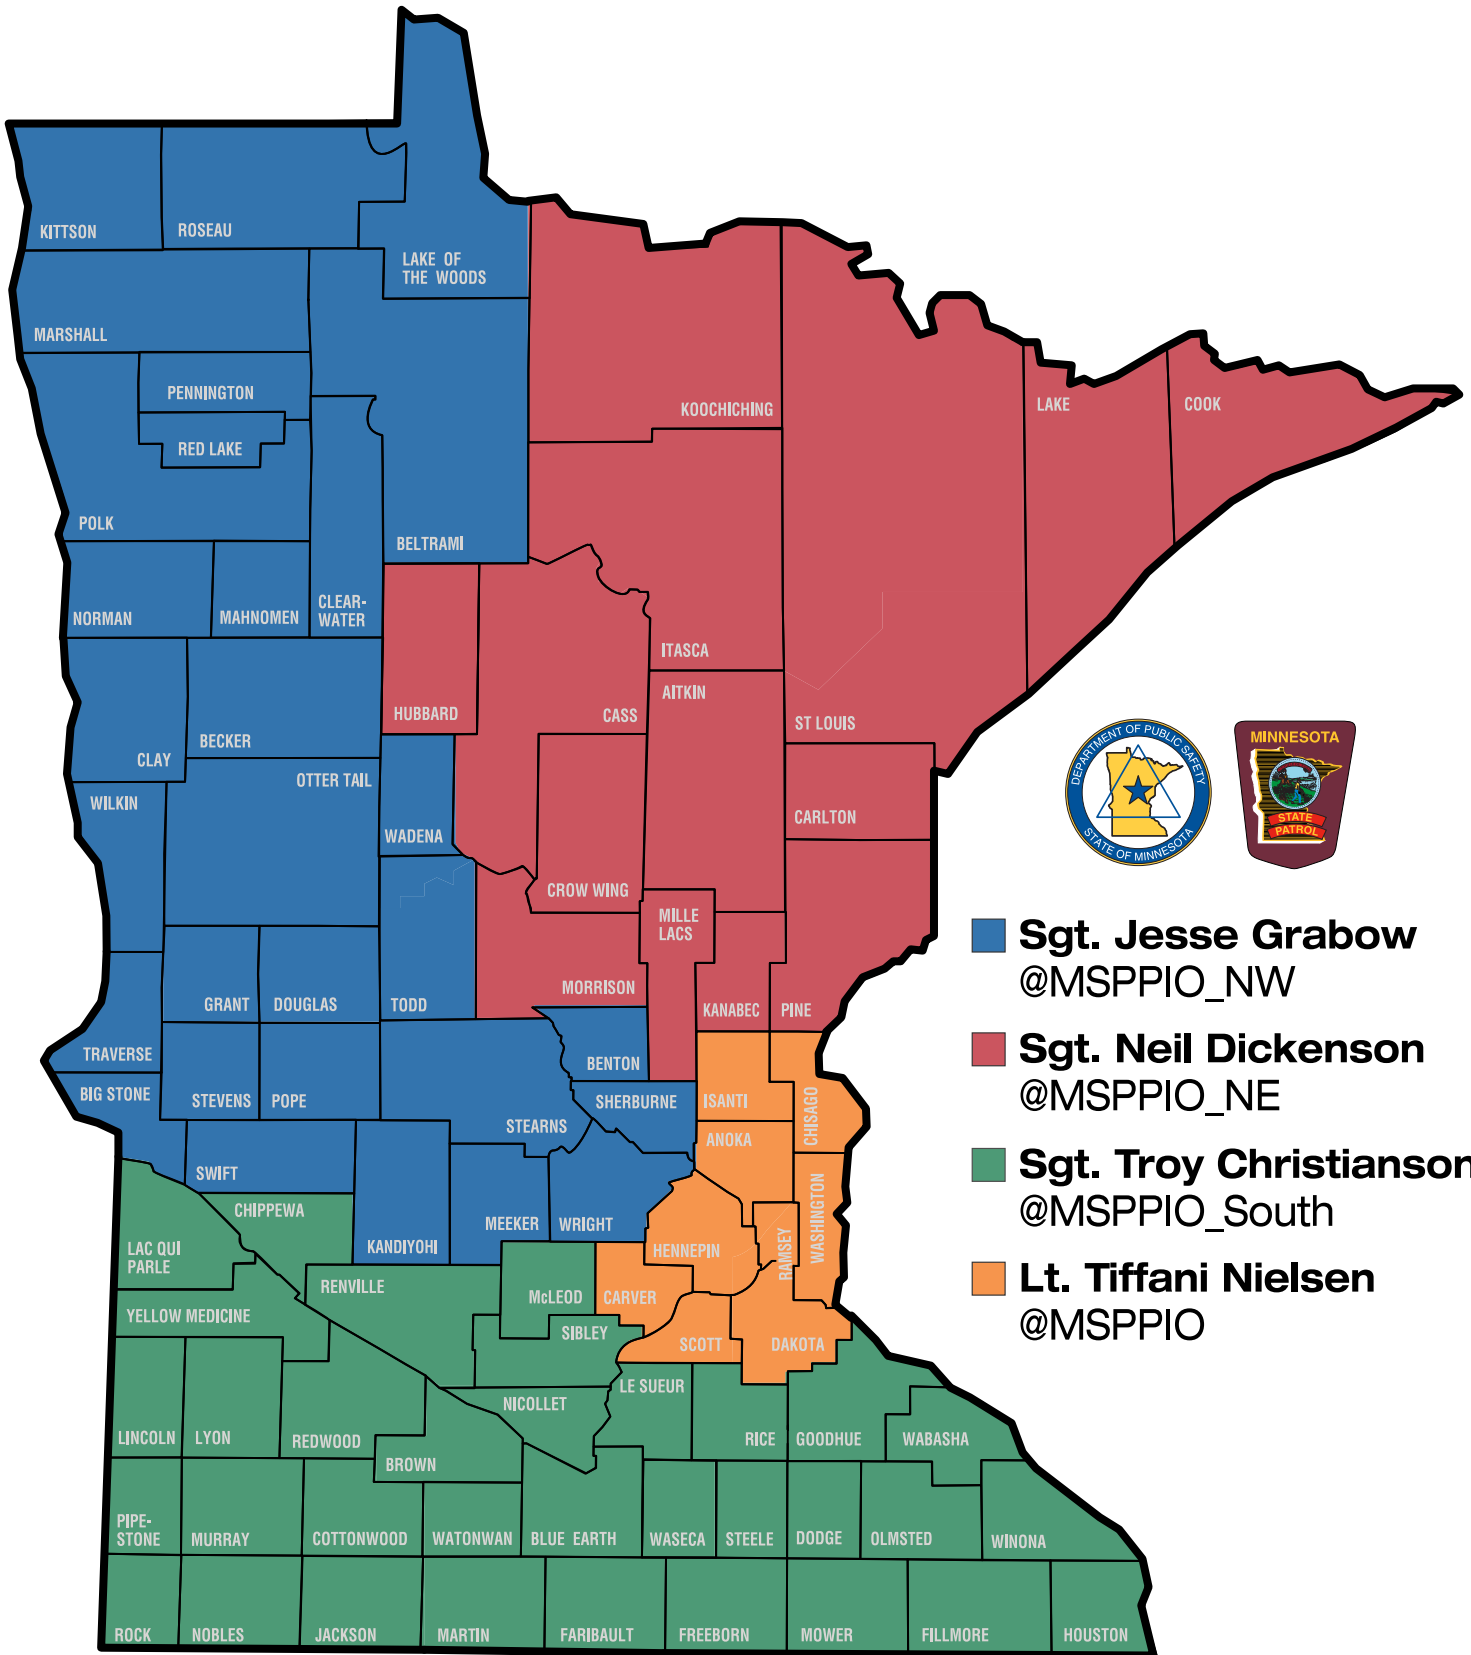 KITTSON
ROSEAU
LAKE OF
THE WOODS
MARSHALL
PENNINGTON
RED LAKE
POLK
BELTRAMI
KOOCHICHING
LAKE
COOK
NORMAN
MAHNOMEN
CLEAR-
WATER
ITASCA
HUBBARD
CASS
AITKIN
ST LOUIS
CLAY
BECKER
OTTER TAIL
WILKIN
WADENA
CROW WING
CARLTON
MILLE
LACS
GRANT
DOUGLAS
TODD
MORRISON
KANABEC
PINE
TRAVERSE
BIG STONE
STEVENS
POPE
STEARNS
BENTON
SHERBURNE
ISANTI
CHISAGO
ANOKA
SWIFT
CHIPPEWA
KANDIYOHI
MEEKER
WRIGHT
HENNEPIN
RAMSEY
WASHINGTON
LAC QUI
PARLE
YELLOW MEDICINE
RENVILLE
McLEOD
CARVER
SIBLEY
SCOTT
DAKOTA
LINCOLN
LYON
REDWOOD
NICOLLET
LE SUEUR
BROWN
RICE
GOODHUE
WABASHA
PIPE-
STONE
MURRAY
COTTONWOOD
WATONWAN
BLUE EARTH
WASECA
STEELE
DODGE
OLMSTED
WINONA
ROCK
NOBLES
JACKSON
MARTIN
FARIBAULT
FREEBORN
MOWER
FILLMORE
HOUSTON
DEPARTMENT OF PUBLIC SAFETY
STATE OF MINNESOTA
MINNESOTA
STATE
PATROL
Sgt. Jesse Grabow
@MSPPIO_NW
Sgt. Neil Dickenson
@MSPPIO_NE
Sgt. Troy Christianson
@MSPPIO_South
Lt. Tiffani Nielsen
@MSPPIO